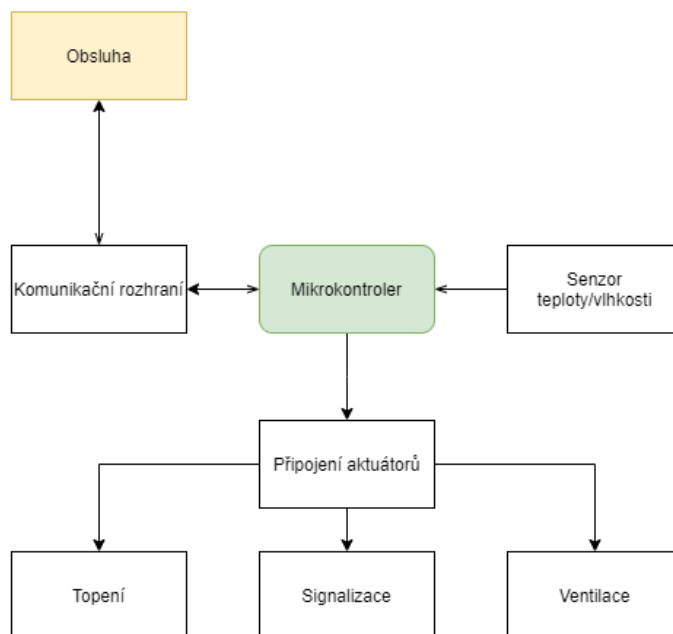 Obsluha
Komunikační rozhraní
Mikrokontroler
Senzor
teploty/vlhkosti
Připojení aktuátorů
Topení
Signalizace
Ventilace